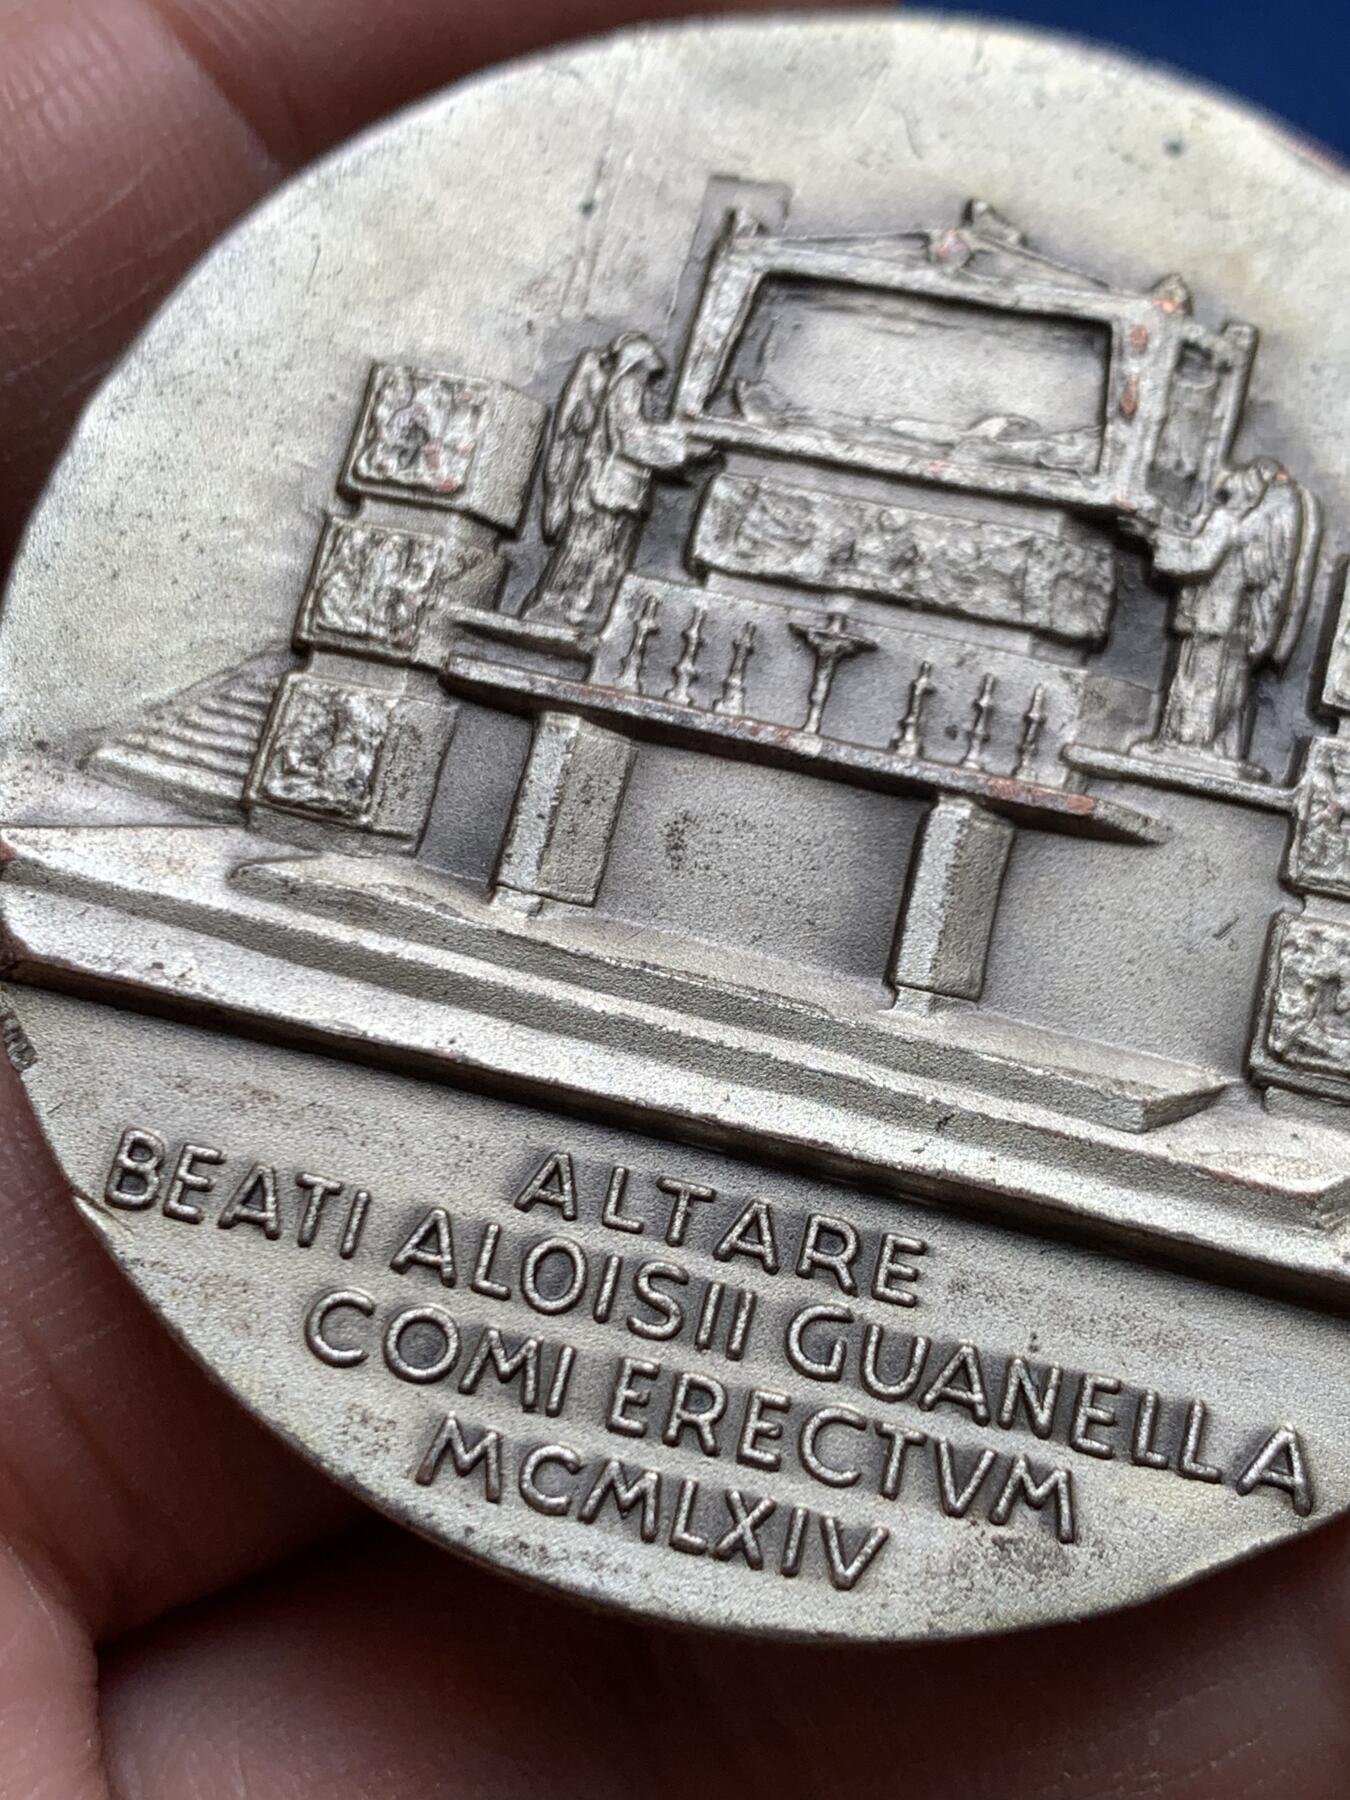 ALTARE
BEATI ALOISII GUANELLA
COMI ERECTVM
MCMLXIV